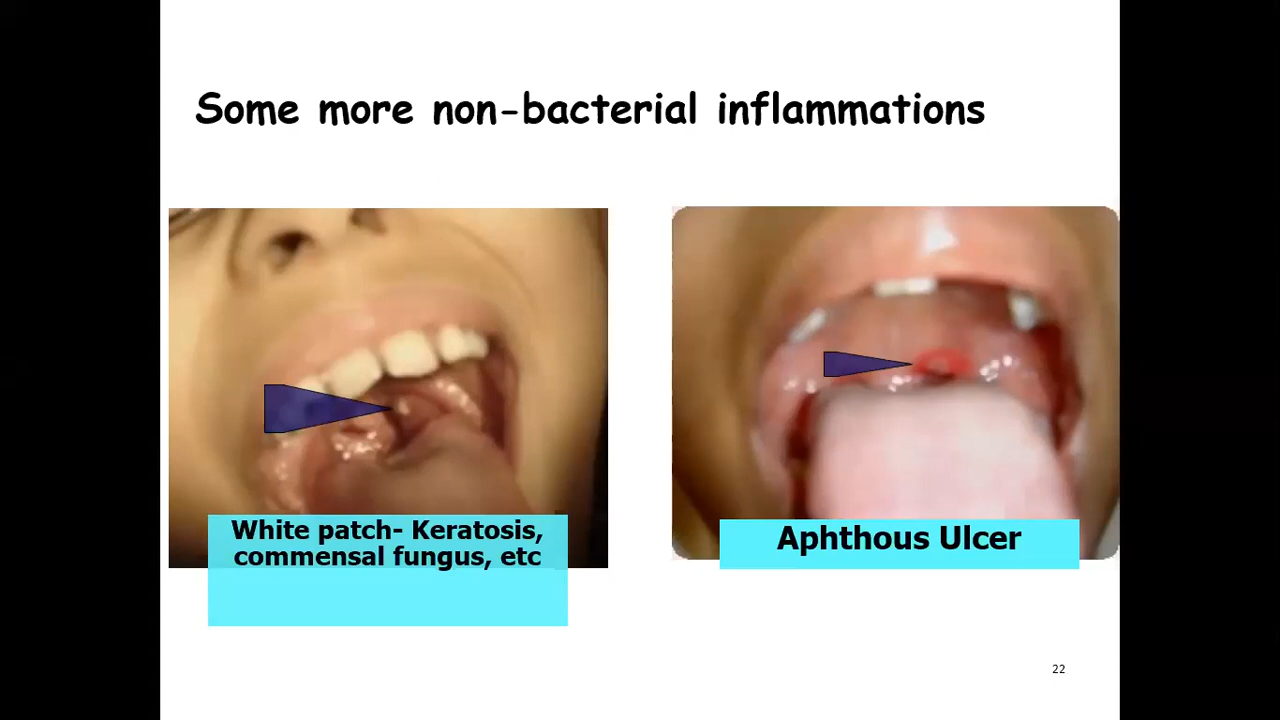 Some more non-bacterial inflammations
White patch- Keratosis,
commensal fungus, etc
Aphthous Ulcer
22